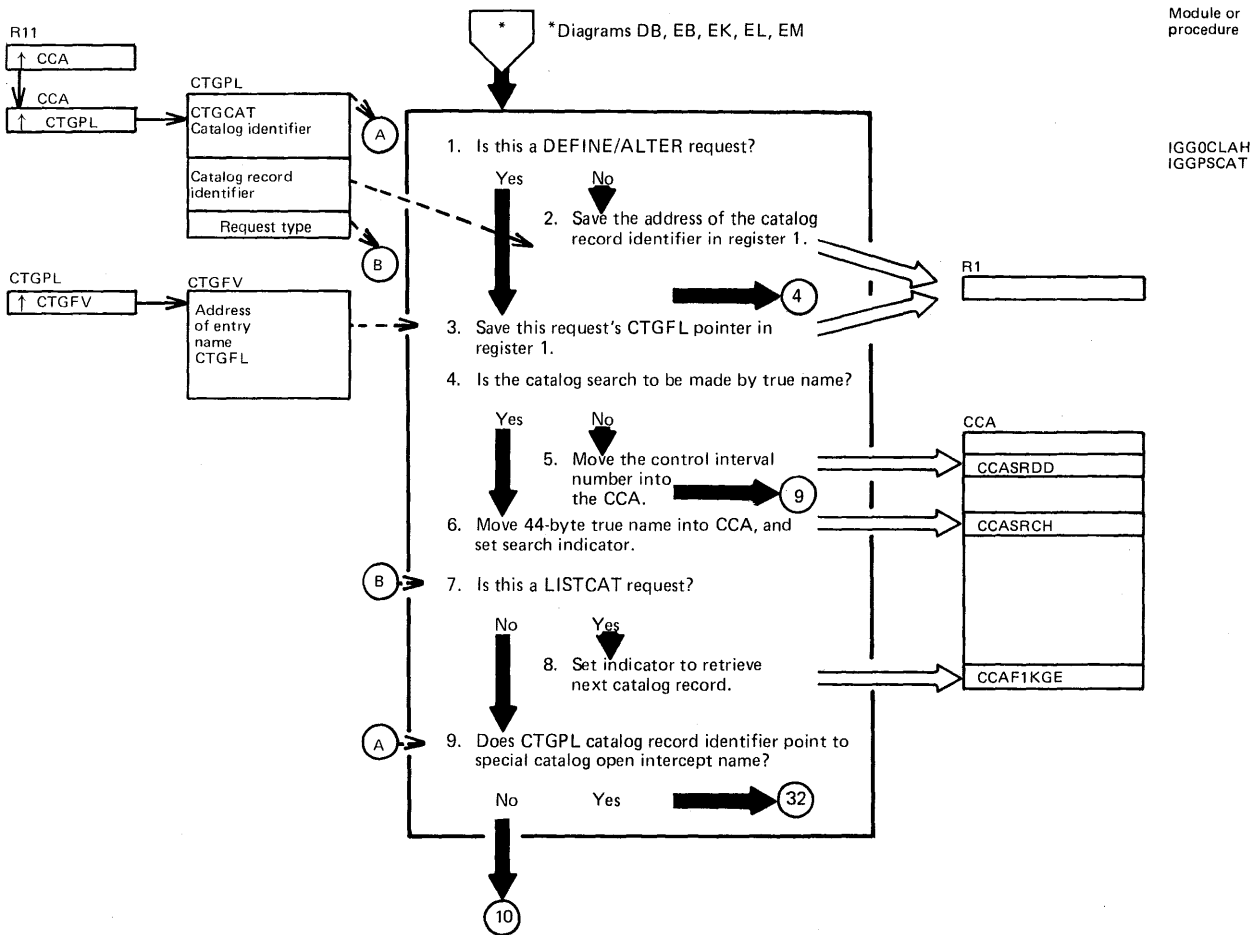 *
*Diagrams DB, EB, EK, EL, EM
Module or
procedure
R11
↑ CCA
CCA
↑ CTGPL
CTGPL
CTGCAT
Catalog identifier
Catalog record
identifier
Request type
A
B
CTGPL
↑ CTGFV
CTGFV
Address
of entry
name
CTGFL
1. Is this a DEFINE/ALTER request?
Yes No
2. Save the address of the catalog
record identifier in register 1.
4
3. Save this request's CTGFL pointer in
register 1.
4. Is the catalog search to be made by true name?
Yes No
5. Move the control interval
number into
the CCA.
9
6. Move 44-byte true name into CCA, and
set search indicator.
B
7. Is this a LISTCAT request?
No Yes
8. Set indicator to retrieve
next catalog record.
A
9. Does CTGPL catalog record identifier point to
special catalog open intercept name?
No Yes
32
10
IGG0CLAH
IGGPSCAT
R1
CCA
CCASRDD
CCASRCH
CCAF1KGE